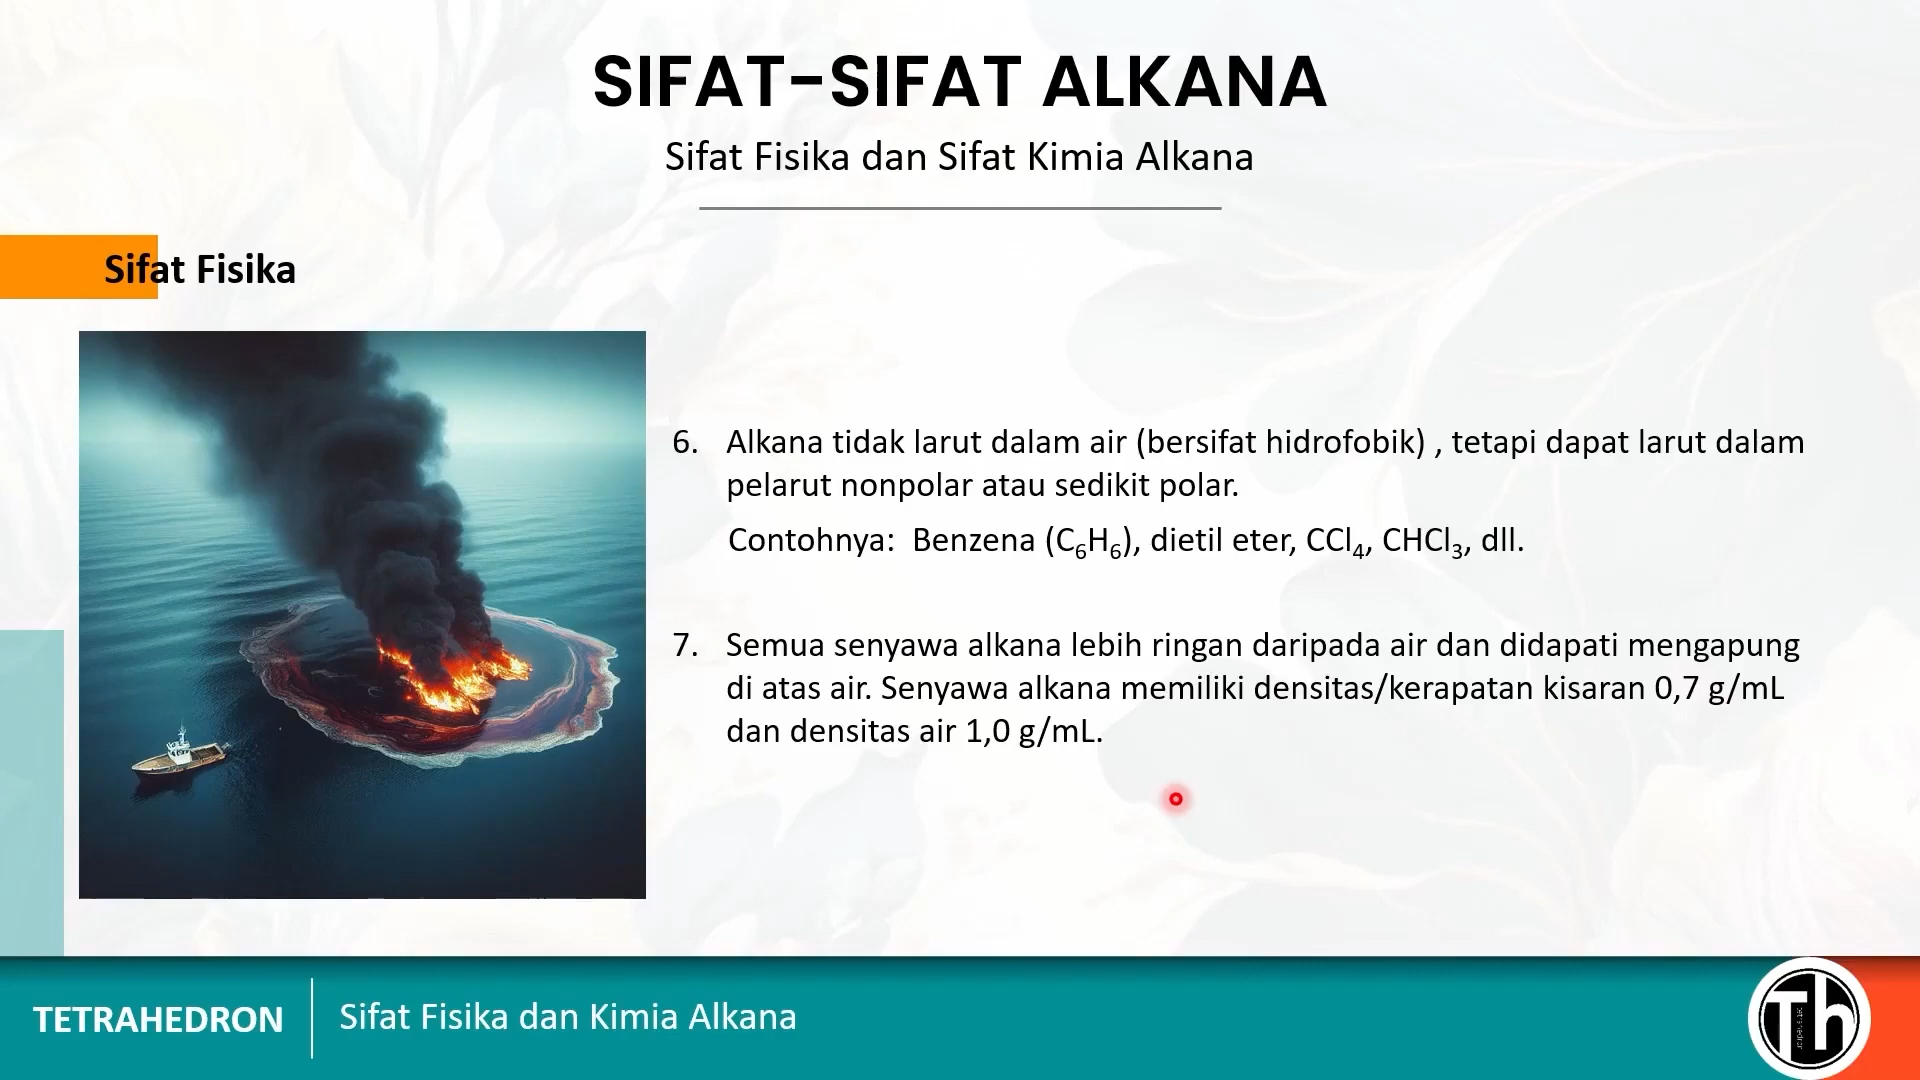 SIFAT-SIFAT ALKANA
Sifat Fisika dan Sifat Kimia Alkana
Sifat Fisika
6. Alkana tidak larut dalam air (bersifat hidrofobik) , tetapi dapat larut dalam
pelarut nonpolar atau sedikit polar.
Contohnya: Benzena (C₆H₆), dietil eter, CCl₄, CHCl₃, dll.
7. Semua senyawa alkana lebih ringan daripada air dan didapati mengapung
di atas air. Senyawa alkana memiliki densitas/kerapatan kisaran 0,7 g/mL
dan densitas air 1,0 g/mL.
TETRAHEDRON
Sifat Fisika dan Kimia Alkana
Th